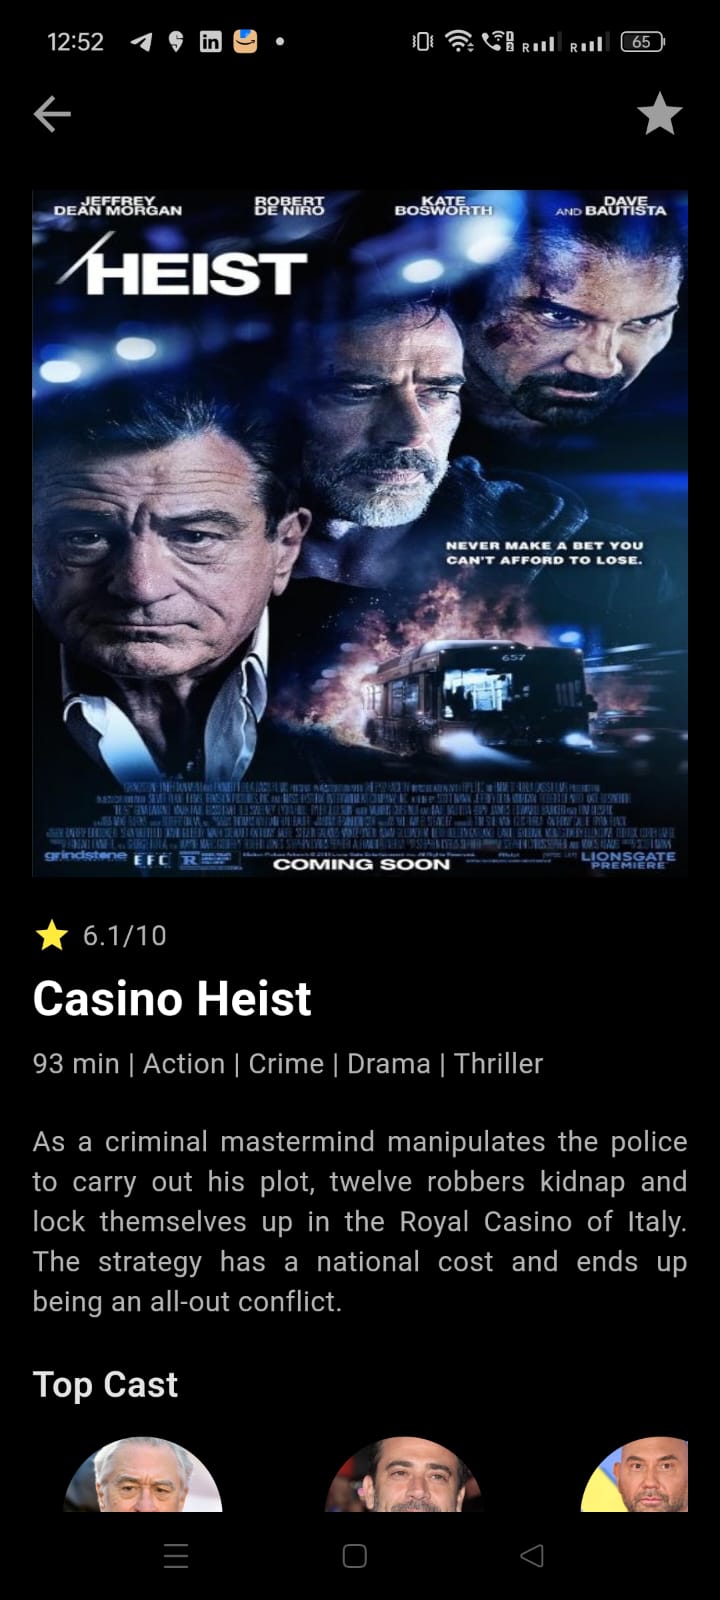 12:52
R
R
65
JEFFREY DEAN MORGAN
ROBERT DE NIRO
KATE BOSWORTH
AND DAVE BAUTISTA
HEIST
NEVER MAKE A BET YOU
CAN'T AFFORD TO LOSE.
657
grindstone EFC R COMING SOON LIONSGATE PREMIERE
6.1/10
Casino Heist
93 min | Action | Crime | Drama | Thriller
As a criminal mastermind manipulates the police
to carry out his plot, twelve robbers kidnap and
lock themselves up in the Royal Casino of Italy.
The strategy has a national cost and ends up
being an all-out conflict.
Top Cast